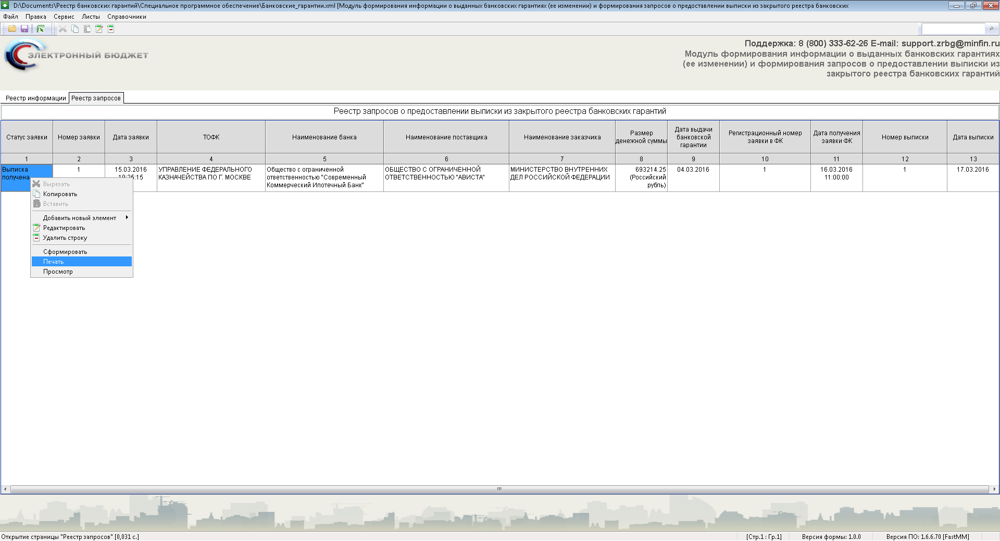 D:\Documents\Реестр банковских гарантий\Специальное программное обеспечение\Банковские_гарантии.xml [Модуль формирования информации о выданных банковских гарантиях (ее изменении) и формирования запросов о предоставлении выписки из закрытого реестра банковских
Файл Правка Сервис Листы Справочники
ЭЛЕКТРОННЫЙ БЮДЖЕТ
Поддержка: 8 (800) 333-62-26 E-mail: support.zrbg@minfin.ru
Модуль формирования информации о выданных банковских гарантиях
(ее изменении) и формирования запросов о предоставлении выписки из
закрытого реестра банковских гарантий
Реестр информации Реестр запросов
Реестр запросов о предоставлении выписки из закрытого реестра банковских гарантий
Статус заявки
Номер заявки
Дата заявки
ТОФК
Наименование банка
Наименование поставщика
Наименование заказчика
Размер
денежной суммы
Дата выдачи
банковской
гарантии
Регистрационный номер
заявки в ФК
Дата получения
заявки ФК
Номер выписки
Дата выписки
1 2 3 4 5 6 7 8 9 10 11 12 13
Выписка
получена
1
15.03.2016
:15
УПРАВЛЕНИЕ ФЕДЕРАЛЬНОГО
КАЗНАЧЕЙСТВА ПО Г. МОСКВЕ
Общество с ограниченной
ответственностью "Современный
Коммерческий Ипотечный Банк"
ОБЩЕСТВО С ОГРАНИЧЕННОЙ
ОТВЕТСТВЕННОСТЬЮ "АВИСТА"
МИНИСТЕРСТВО ВНУТРЕННИХ
ДЕЛ РОССИЙСКОЙ ФЕДЕРАЦИИ
693214.25
(Российский
рубль)
04.03.2016
1
16.03.2016
11:00:00
1
17.03.2016
Вырезать
Копировать
Вставить
Добавить новый элемент
Редактировать
Удалить строку
Сформировать
Печать
Просмотр
Открытие страницы "Реестр запросов" [0,031 с.]
[Стр.1 : Гр.1]
Версия формы: 1.0.0
Версия ПО: 1.6.6.70 [FastMM]